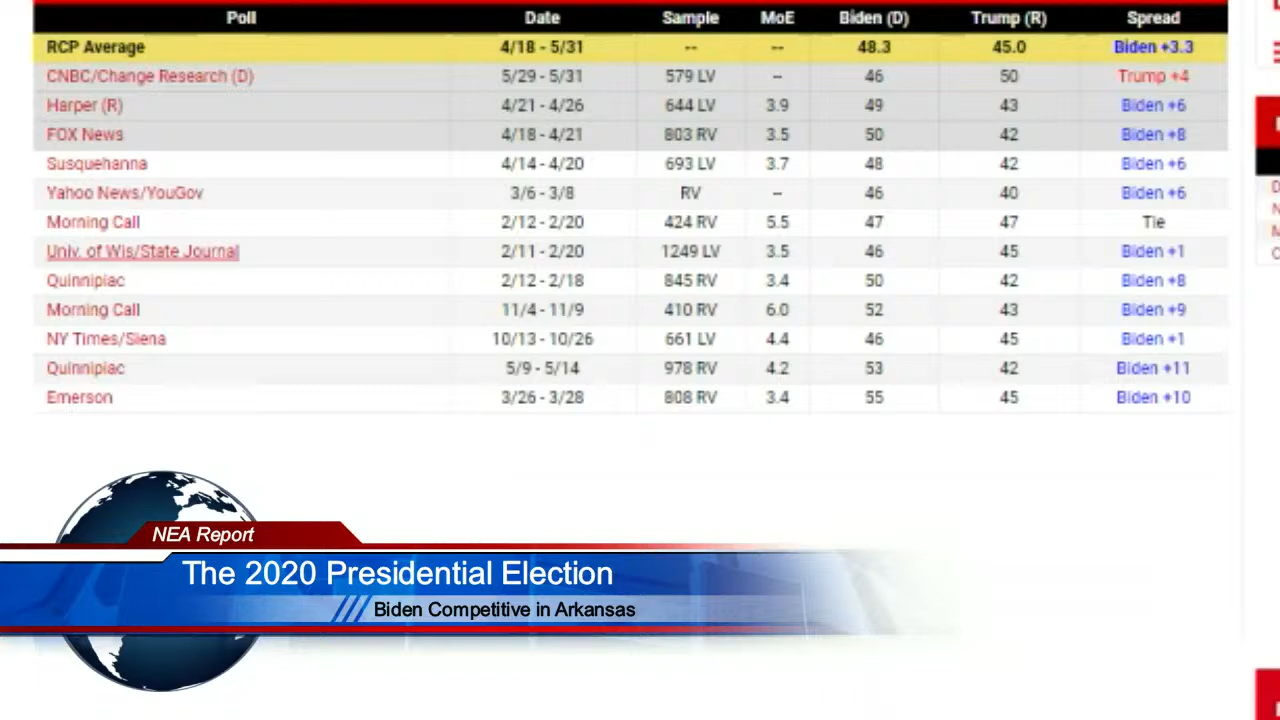 Poll Date Sample MoE Biden (D) Trump (R) Spread
RCP Average 4/18 - 5/31 -- -- 48.3 45.0 Biden +3.3
CNBC/Change Research (D) 5/29 - 5/31 579 LV -- 46 50 Trump +4
Harper (R) 4/21 - 4/26 644 LV 3.9 49 43 Biden +6
FOX News 4/18 - 4/21 803 RV 3.5 50 42 Biden +8
Susquehanna 4/14 - 4/20 693 LV 3.7 48 42 Biden +6
Yahoo News/YouGov 3/6 - 3/8 RV -- 46 40 Biden +6
Morning Call 2/12 - 2/20 424 RV 5.5 47 47 Tie
Univ. of Wis/State Journal 2/11 - 2/20 1249 LV 3.5 46 45 Biden +1
Quinnipiac 2/12 - 2/18 845 RV 3.4 50 42 Biden +8
Morning Call 11/4 - 11/9 410 RV 6.0 52 43 Biden +9
NY Times/Siena 10/13 - 10/26 661 LV 4.4 46 45 Biden +1
Quinnipiac 5/9 - 5/14 978 RV 4.2 53 42 Biden +11
Emerson 3/26 - 3/28 808 RV 3.4 55 45 Biden +10
NEA Report
The 2020 Presidential Election
Biden Competitive in Arkansas